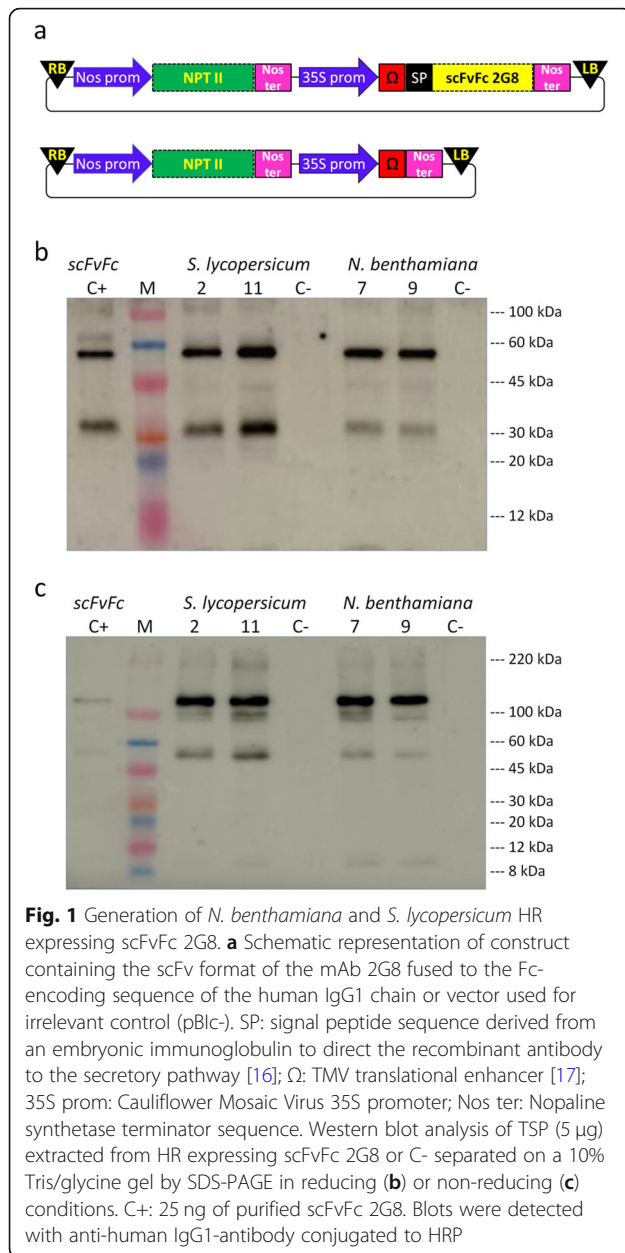 a
RB Nos prom NPT II Nos ter 35S prom Ω SP scFvFc 2G8 Nos ter LB
RB Nos prom NPT II Nos ter 35S prom Ω Nos ter LB
b
scFvFc S. lycopersicum N. benthamiana
C+ M 2 11 C- 7 9 C-
--- 100 kDa
--- 60 kDa
--- 45 kDa
--- 30 kDa
--- 20 kDa
--- 12 kDa
c
scFvFc S. lycopersicum N. benthamiana
C+ M 2 11 C- 7 9 C-
--- 220 kDa
--- 100 kDa
--- 60 kDa
--- 45 kDa
--- 30 kDa
--- 20 kDa
--- 12 kDa
--- 8 kDa
Fig. 1 Generation of N. benthamiana and S. lycopersicum HR
expressing scFvFc 2G8. a Schematic representation of construct
containing the scFv format of the mAb 2G8 fused to the Fc-
encoding sequence of the human IgG1 chain or vector used for
irrelevant control (pBIc-). SP: signal peptide sequence derived from
an embryonic immunoglobulin to direct the recombinant antibody
to the secretory pathway [16]; Ω: TMV translational enhancer [17];
35S prom: Cauliflower Mosaic Virus 35S promoter; Nos ter: Nopaline
synthetase terminator sequence. Western blot analysis of TSP (5 μg)
extracted from HR expressing scFvFc 2G8 or C- separated on a 10%
Tris/glycine gel by SDS-PAGE in reducing (b) or non-reducing (c)
conditions. C+: 25 ng of purified scFvFc 2G8. Blots were detected
with anti-human IgG1-antibody conjugated to HRP